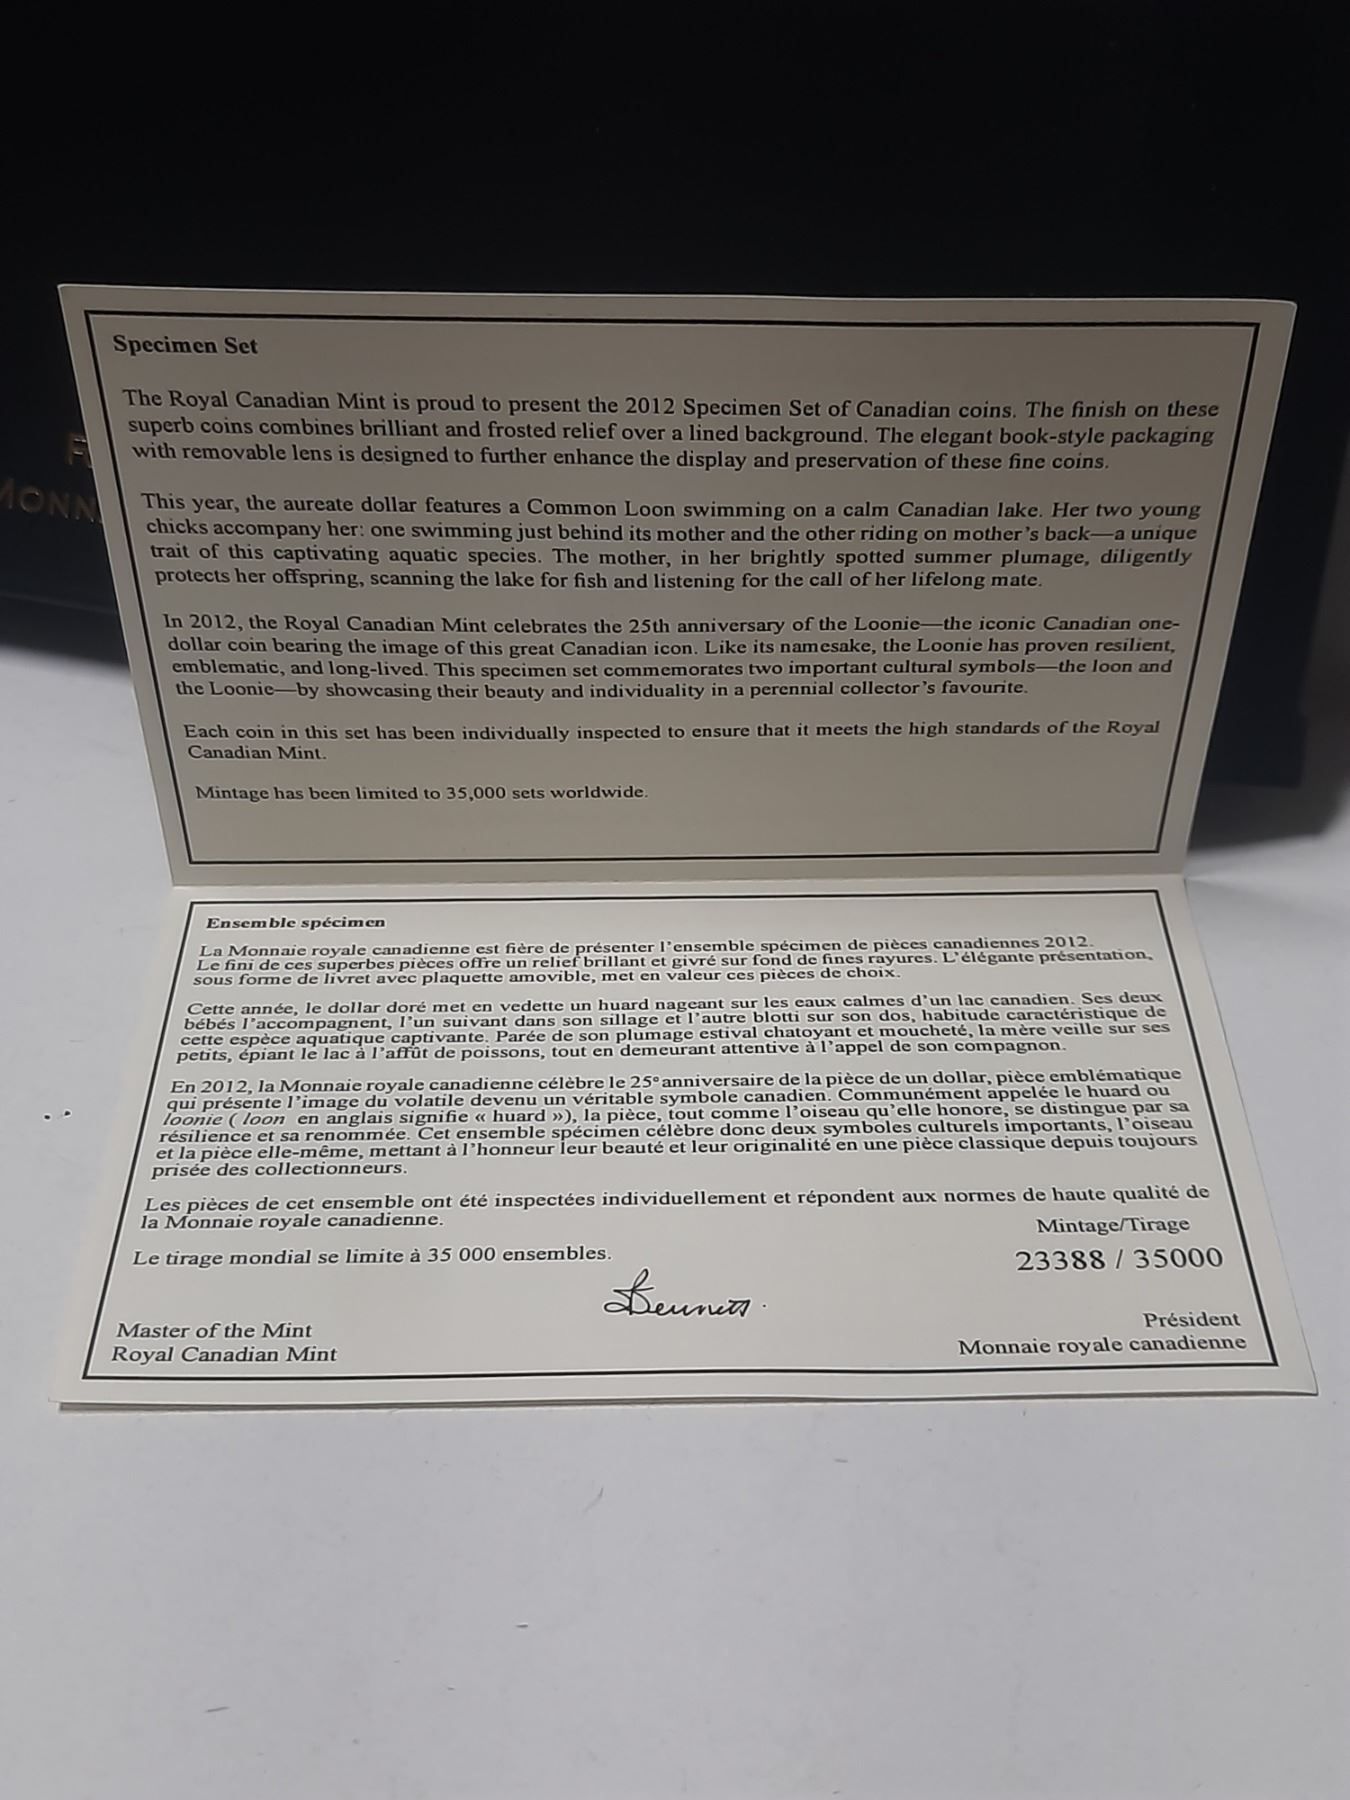 Specimen Set
The Royal Canadian Mint is proud to present the 2012 Specimen Set of Canadian coins. The finish on these
superb coins combines brilliant and frosted relief over a lined background. The elegant book-style packaging
with removable lens is designed to further enhance the display and preservation of these fine coins.
This year, the aureate dollar features a Common Loon swimming on a calm Canadian lake. Her two young
chicks accompany her: one swimming just behind its mother and the other riding on mother's back—a unique
trait of this captivating aquatic species. The mother, in her brightly spotted summer plumage, diligently
protects her offspring, scanning the lake for fish and listening for the call of her lifelong mate.
In 2012, the Royal Canadian Mint celebrates the 25th anniversary of the Loonie—the iconic Canadian one-
dollar coin bearing the image of this great Canadian icon. Like its namesake, the Loonie has proven resilient,
emblematic, and long-lived. This specimen set commemorates two important cultural symbols—the loon and
the Loonie—by showcasing their beauty and individuality in a perennial collector's favourite.
Each coin in this set has been individually inspected to ensure that it meets the high standards of the Royal
Canadian Mint.
Mintage has been limited to 35,000 sets worldwide.
Ensemble spécimen
La Monnaie royale canadienne est fière de présenter l'ensemble spécimen de pièces canadiennes 2012.
Le fini de ces superbes pièces offre un relief brillant et givré sur fond de fines rayures. L'élégante présentation,
sous forme de livret avec plaquette amovible, met en valeur ces pièces de choix.
Cette année, le dollar doré met en vedette un huard nageant sur les eaux calmes d'un lac canadien. Ses deux
bébés l'accompagnent, l'un suivant dans son sillage et l'autre blotti sur son dos, habitude caractéristique de
cette espèce aquatique captivante. Parée de son plumage estival chatoyant et moucheté, la mère veille sur ses
petits, épiant le lac à l'affût de poissons, tout en demeurant attentive à l'appel de son compagnon.
En 2012, la Monnaie royale canadienne célèbre le 25e anniversaire de la pièce de un dollar, pièce emblématique
qui présente l'image du volatile devenu un véritable symbole canadien. Communément appelée le huard ou
loonie ( loon en anglais signifie « huard »), la pièce, tout comme l'oiseau qu'elle honore, se distingue par sa
résilience et sa renommée. Cet ensemble spécimen célèbre donc deux symboles culturels importants, l'oiseau
et la pièce elle-même, mettant à l'honneur leur beauté et leur originalité en une pièce classique depuis toujours
prisée des collectionneurs.
Les pièces de cet ensemble ont été inspectées individuellement et répondent aux normes de haute qualité de
la Monnaie royale canadienne.
Mintage/Tirage
Le tirage mondial se limite à 35 000 ensembles.
23388 / 35000
Master of the Mint
Royal Canadian Mint
Président
Monnaie royale canadienne